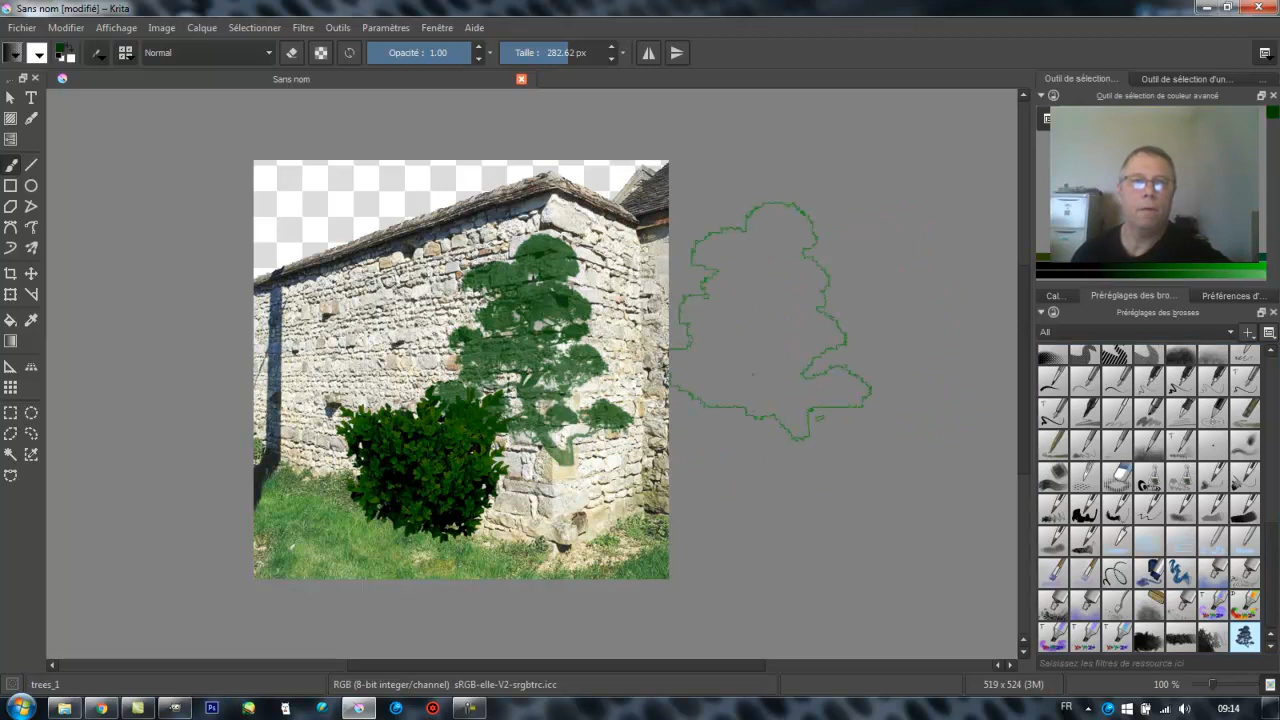 Sans nom [modifié] - Krita
Fichier Modifier Affichage Image Calque Sélectionner Filtre Outils Paramètres Fenêtre Aide
Normal Opacité : 1.00 Taille : 282.62 px
Sans nom
Outil de sélection... Outil de sélection d'un... ...
Outil de sélection de couleur avancé
Cal... Préréglages des bro... Préférences d'...
Préréglages des brosses
All
Saisissez les filtres de ressource ici
trees_1 RGB (8-bit integer/channel) sRGB-elle-V2-srgbtrc.icc 519 x 524 (3M) 100 %
FR 09:14